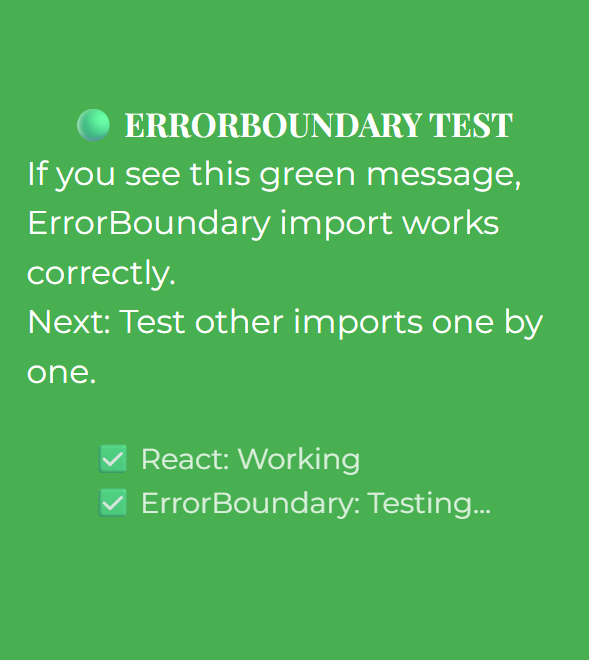 🟢 ERRORBOUNDARY TEST
If you see this green message,
ErrorBoundary import works
correctly.
Next: Test other imports one by
one.
✅ React: Working
✅ ErrorBoundary: Testing...